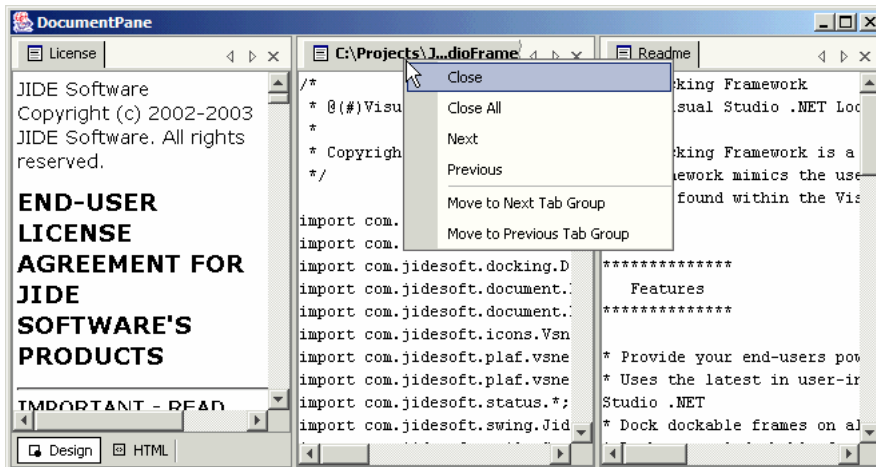 DocumentPane
License
JIDE Software
Copyright (c) 2002-2003
JIDE Software. All rights
reserved.
END-USER
LICENSE
AGREEMENT FOR
JIDE
SOFTWARE'S
PRODUCTS
IMPORTANT - READ
Design HTML
C:\Projects\J...dioFrame
/*
* @(#)Visu
*
* Copyrigh
*/
import com.
import com.
import com.jidesoft.docking.D
import com.jidesoft.document.
import com.jidesoft.document.
import com.jidesoft.icons.Vsn
import com.jidesoft.plaf.vsne
import com.jidesoft.plaf.vsne
import com.jidesoft.status.*;
import com.jidesoft.swing.Jid
Close
Close All
Next
Previous
Move to Next Tab Group
Move to Previous Tab Group
Readme
king Framework
sual Studio .NET Loo
king Framework is a
ework mimics the use
found within the Vis
**************
Features
**************
* Provide your end-users pow
* Uses the latest in user-in
Studio .NET
* Dock dockable frames on al